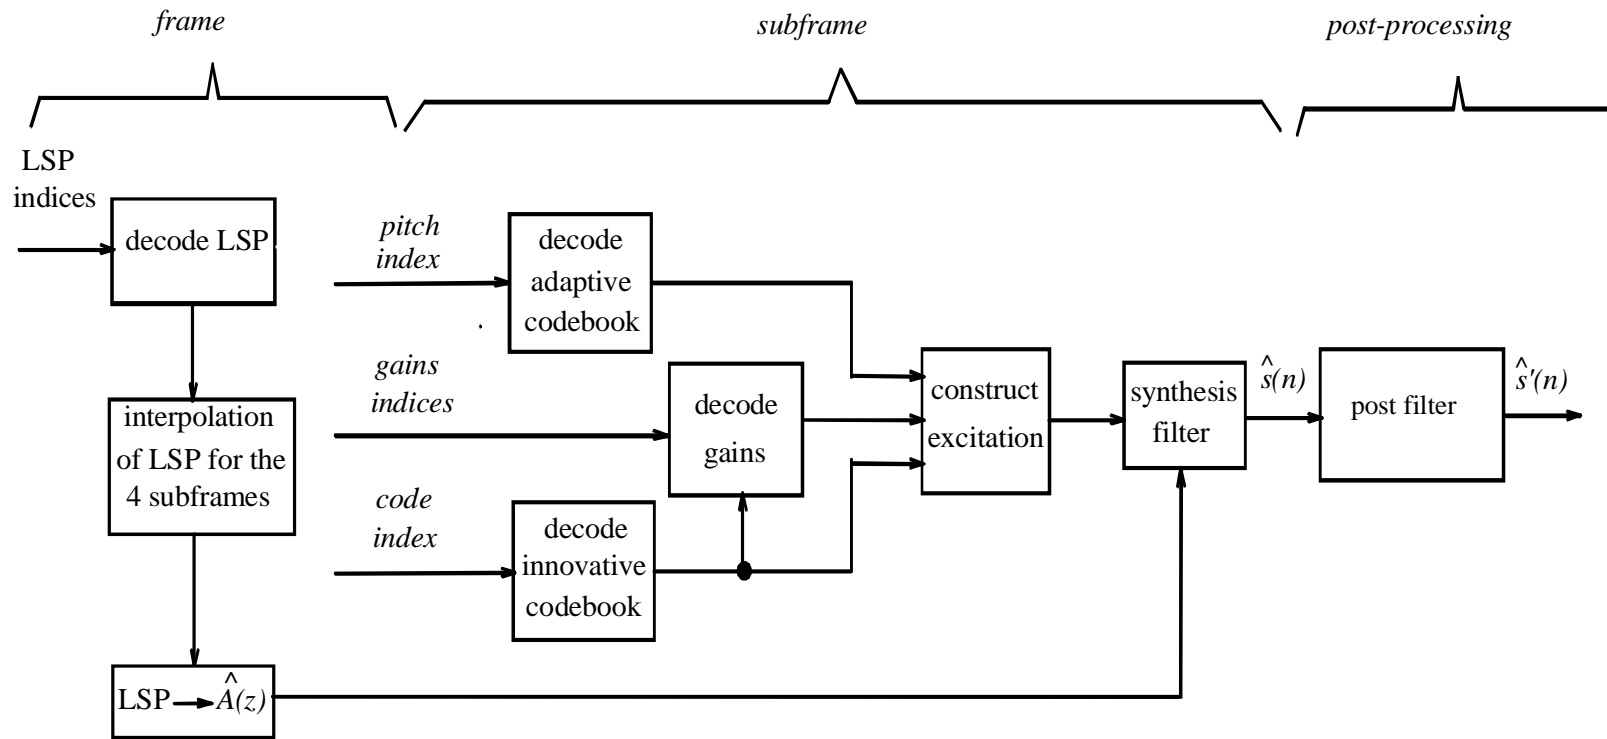 frame
subframe
post-processing
LSP
indices
decode LSP
interpolation
of LSP for the
4 subframes
LSP → Â(z)
pitch
index
decode
adaptive
codebook
gains
indices
decode
gains
code
index
decode
innovative
codebook
construct
excitation
synthesis
filter
ŝ(n)
post filter
ŝ'(n)